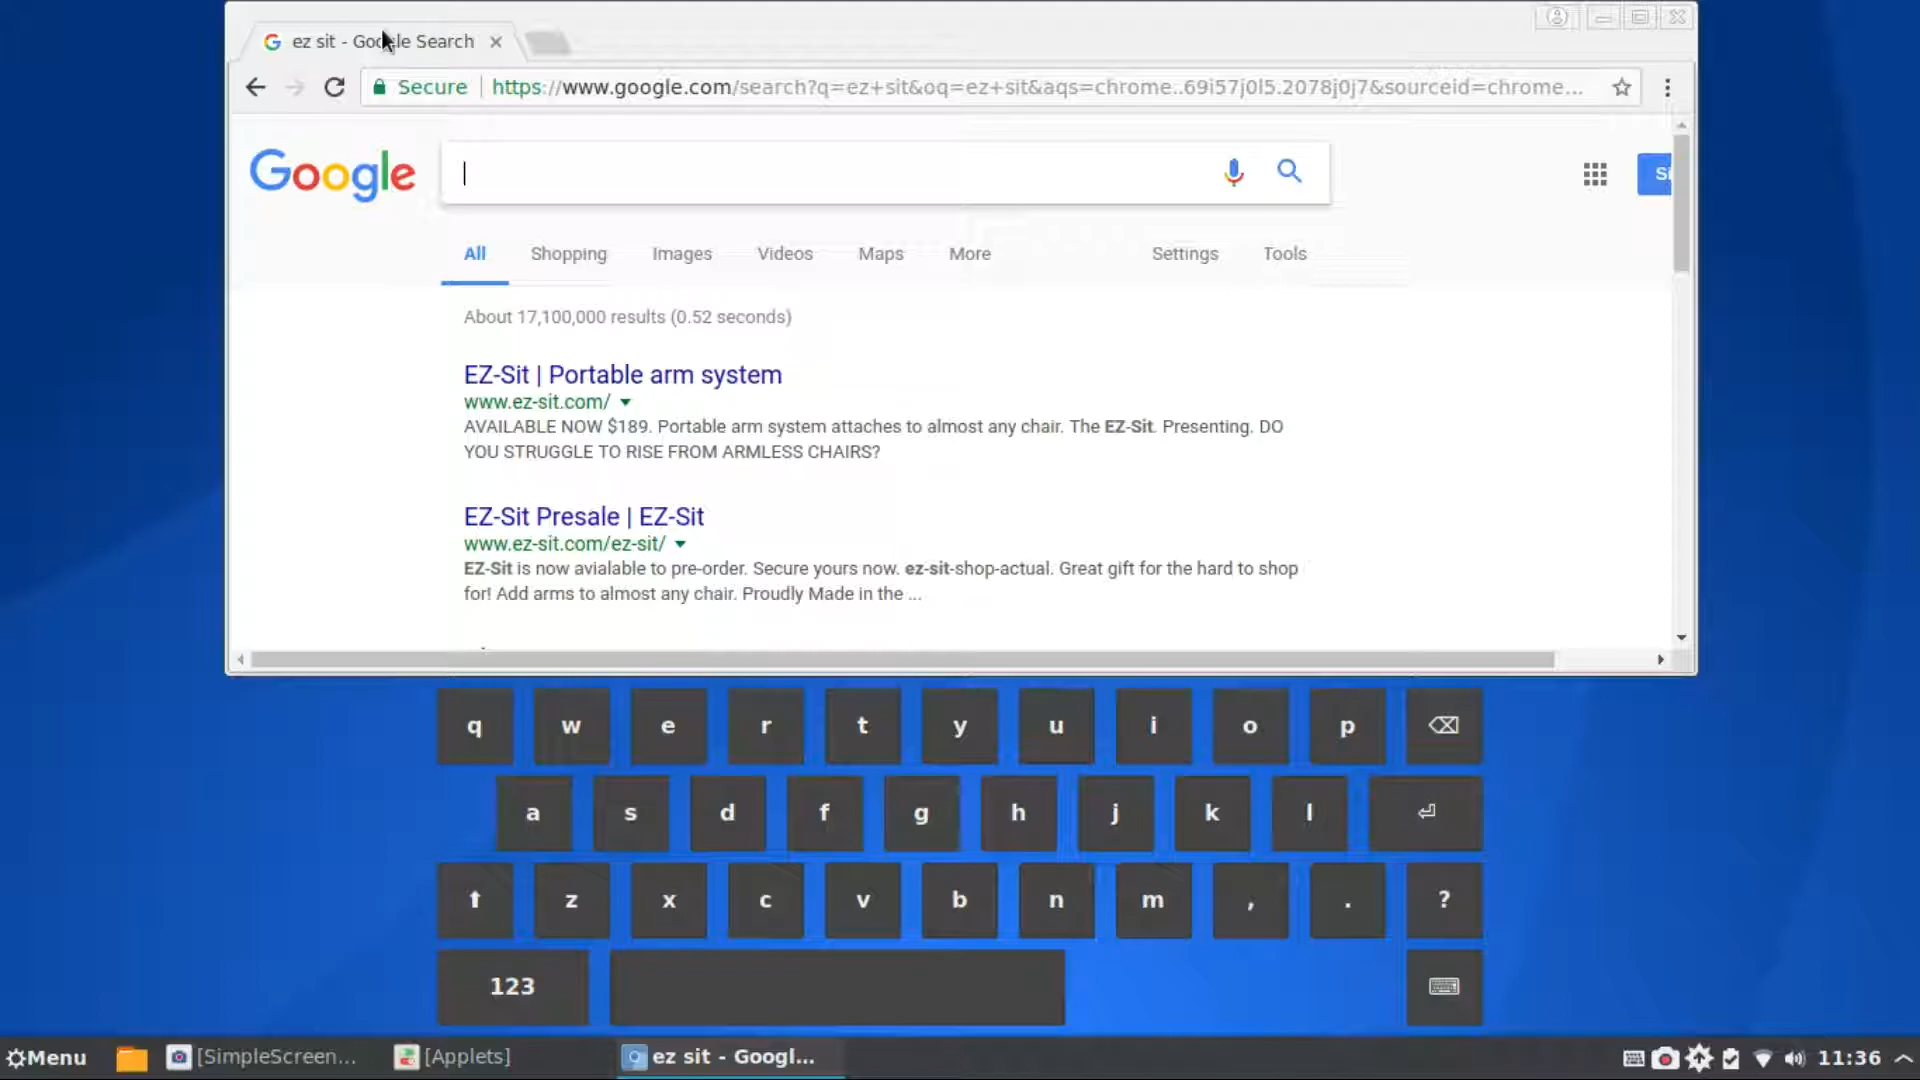 ez sit - Google Search
Secure https://www.google.com/search?q=ez+sit&oq=ez+sit&aqs=chrome..69i57j0l5.2078j0j7&sourceid=chrome...
Google
Si
All Shopping Images Videos Maps More Settings Tools
About 17,100,000 results (0.52 seconds)
EZ-Sit | Portable arm system
www.ez-sit.com/
AVAILABLE NOW $189. Portable arm system attaches to almost any chair. The EZ-Sit. Presenting. DO
YOU STRUGGLE TO RISE FROM ARMLESS CHAIRS?
EZ-Sit Presale | EZ-Sit
www.ez-sit.com/ez-sit/
EZ-Sit is now avialable to pre-order. Secure yours now. ez-sit-shop-actual. Great gift for the hard to shop
for! Add arms to almost any chair. Proudly Made in the ...
q w e r t y u i o p
a s d f g h j k l
z x c v b n m , . ?
123
Menu [SimpleScreen... [Applets] ez sit - Googl... 11:36